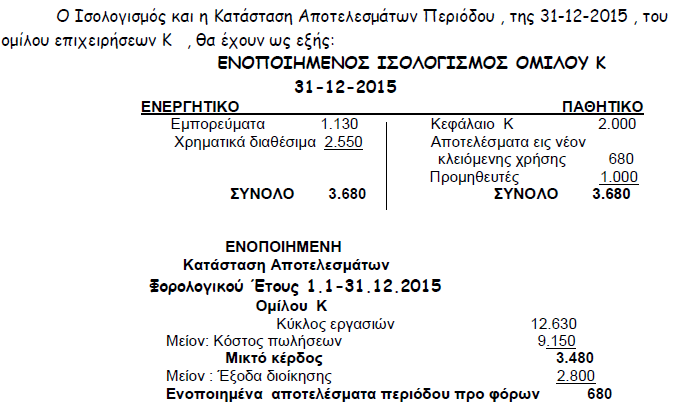 Ο Ισολογισμός και η Κατάσταση Αποτελεσμάτων Περιόδου , της 31-12-2015 , του
ομίλου επιχειρήσεων Κ , θα έχουν ως εξής:
ΕΝΟΠΟΙΗΜΕΝΟΣ ΙΣΟΛΟΓΙΣΜΟΣ ΟΜΙΛΟΥ Κ
31-12-2015
ΕΝΕΡΓΗΤΙΚΟ ΠΑΘΗΤΙΚΟ
Εμπορεύματα 1.130 Κεφάλαιο Κ 2.000
Χρηματικά διαθέσιμα 2.550 Αποτελέσματα εις νέον
κλειόμενης χρήσης 680
Προμηθευτές 1.000
ΣΥΝΟΛΟ 3.680 ΣΥΝΟΛΟ 3.680
ΕΝΟΠΟΙΗΜΕΝΗ
Κατάσταση Αποτελεσμάτων
Φορολογικού Έτους 1.1-31.12.2015
Ομίλου Κ
Κύκλος εργασιών 12.630
Μείον: Κόστος πωλήσεων 9.150
Μικτό κέρδος 3.480
Μείον : Έξοδα διοίκησης 2.800
Ενοποιημένα αποτελέσματα περιόδου προ φόρων 680